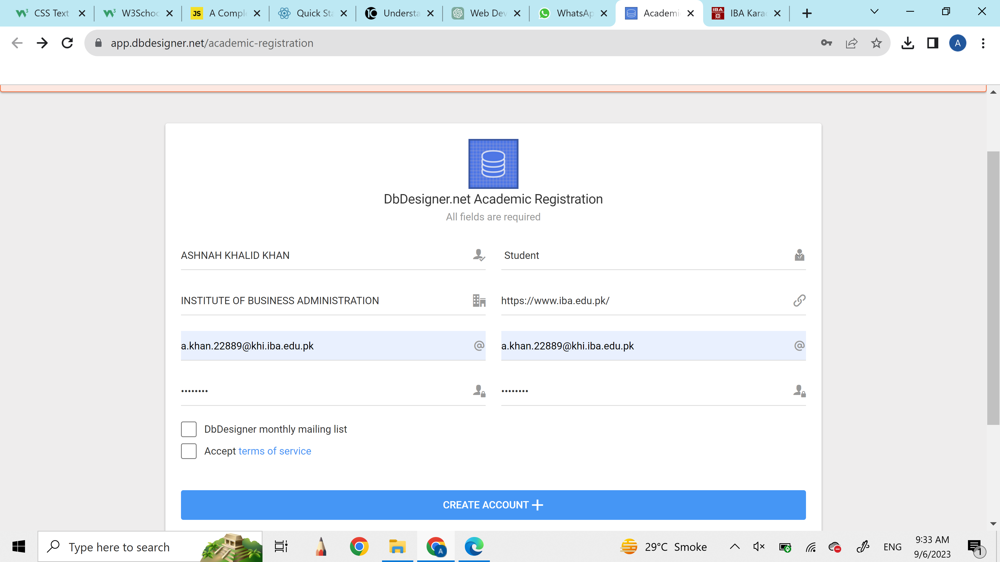 CSS Text
W3Schoo
JS
A Comple
Quick Sta
Understa
Web Dev
WhatsAp
Academi
IBA
IBA Karac
app.dbdesigner.net/academic-registration
A
DbDesigner.net Academic Registration
All fields are required
ASHNAH KHALID KHAN
Student
INSTITUTE OF BUSINESS ADMINISTRATION
https://www.iba.edu.pk/
a.khan.22889@khi.iba.edu.pk
@
a.khan.22889@khi.iba.edu.pk
@
••••••••
••••••••
DbDesigner monthly mailing list
Accept terms of service
CREATE ACCOUNT +
Type here to search
A
29°C Smoke
ENG
9:33 AM
9/6/2023
1